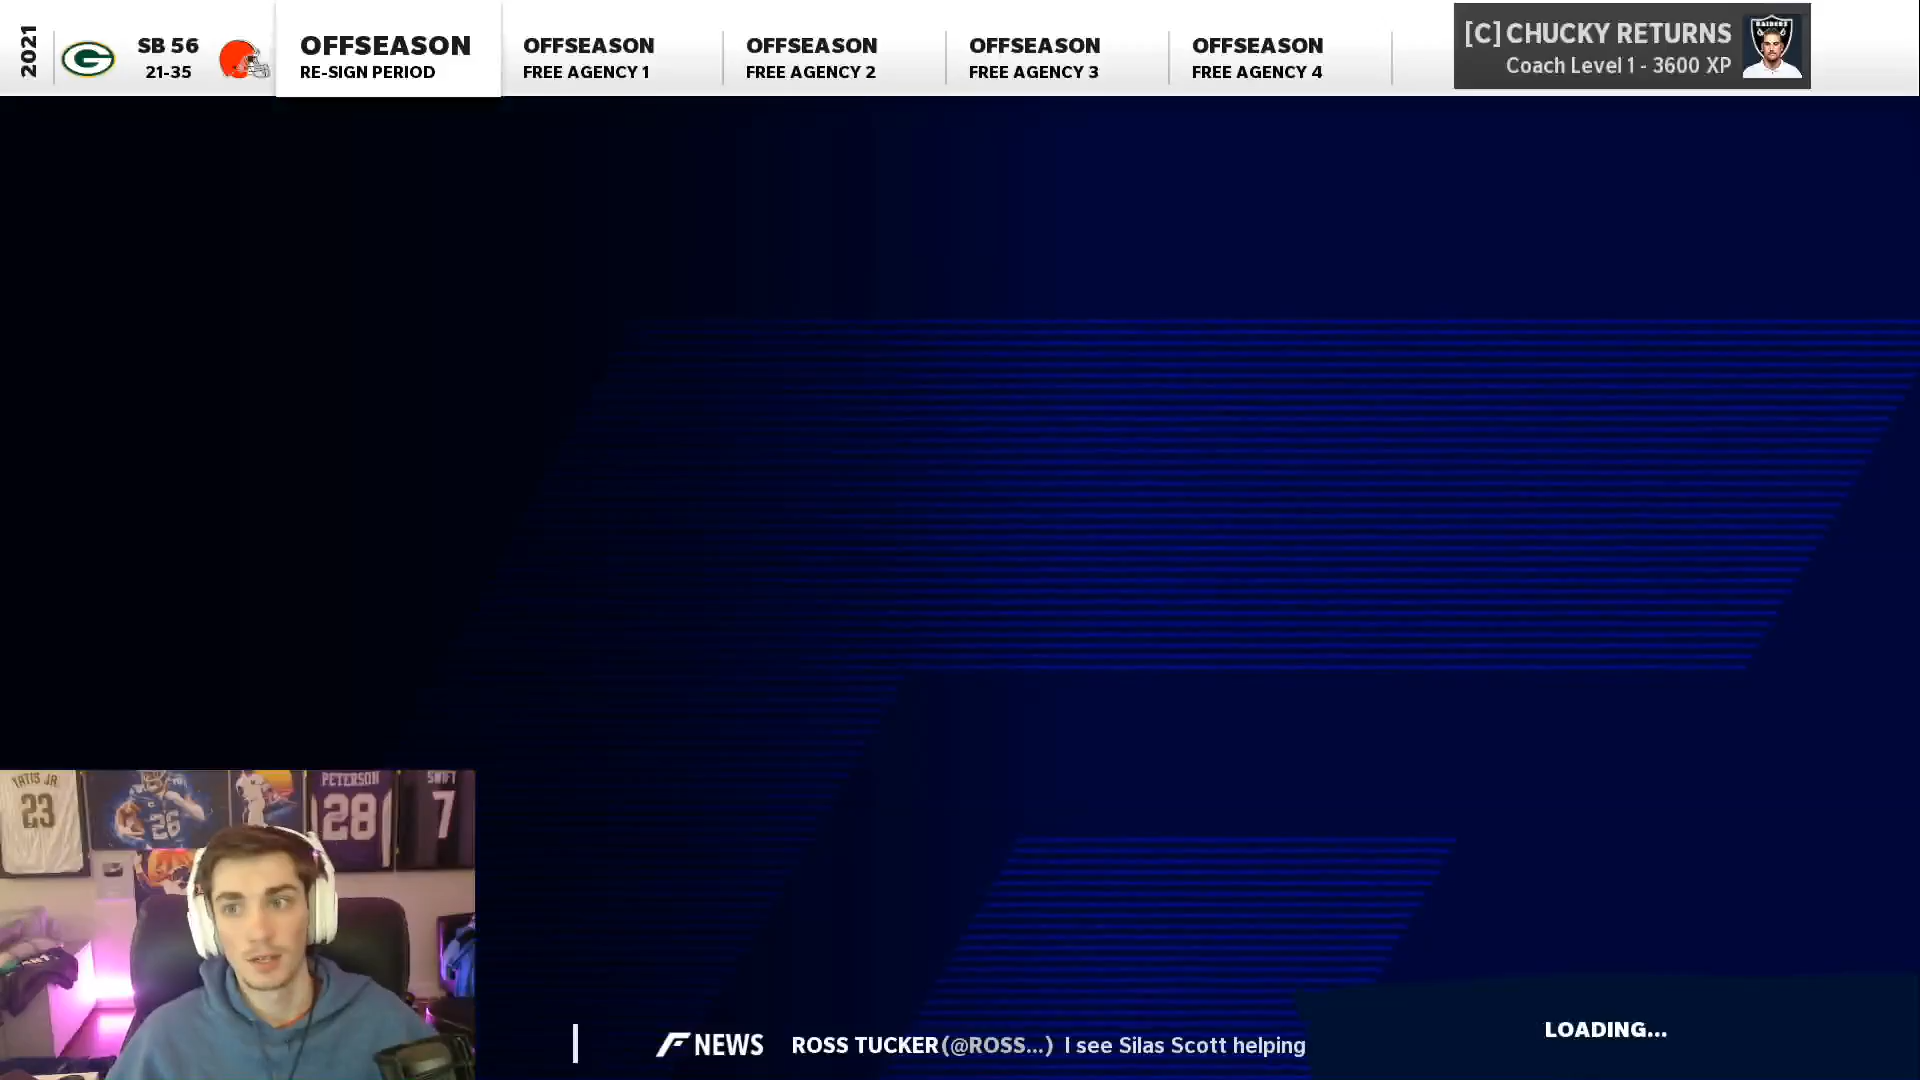 2021
SB 56
21-35
OFFSEASON
RE-SIGN PERIOD
OFFSEASON
FREE AGENCY 1
OFFSEASON
FREE AGENCY 2
OFFSEASON
FREE AGENCY 3
OFFSEASON
FREE AGENCY 4
[C] CHUCKY RETURNS
Coach Level 1 - 3600 XP
RAIDERS
TATIS JR
23
26
PETERSON
28
SWIFT
7
NEWS ROSS TUCKER (@ROSS...) I see Silas Scott helping
LOADING...